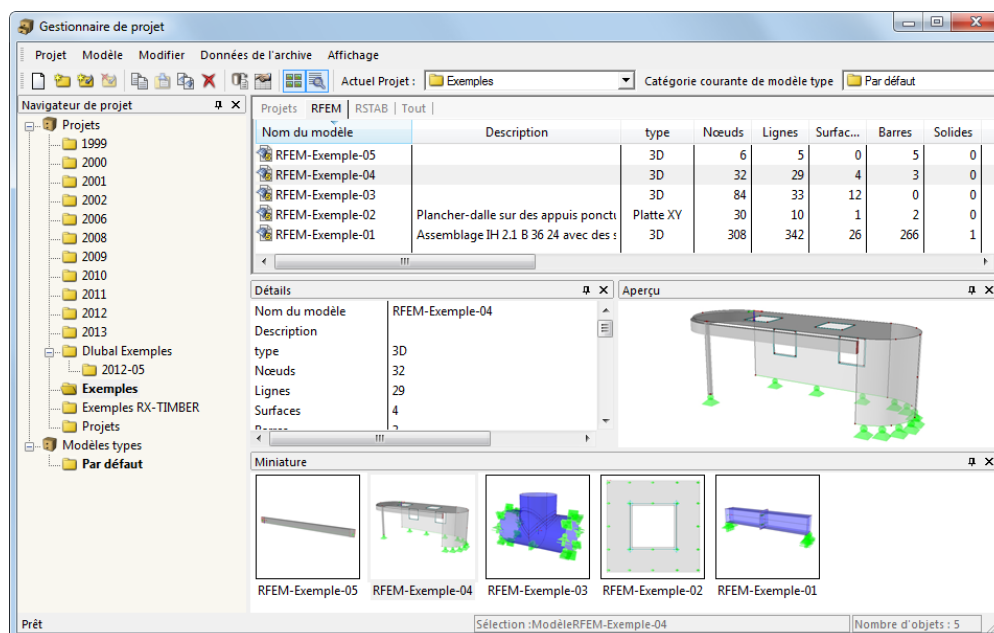 Gestionnaire de projet
Projet Modèle Modifier Données de l'archive Affichage
Actuel Projet : Exemples Catégorie courante de modèle type Par défaut
Navigateur de projet
Projets
1999
2000
2001
2002
2006
2008
2009
2010
2011
2012
2013
Dlubal Exemples
2012-05
Exemples
Exemples RX-TIMBER
Projets
Modèles types
Par défaut
Projets RFEM RSTAB Tout
Nom du modèle Description type Nœuds Lignes Surfac... Barres Solides
RFEM-Exemple-05 3D 6 5 0 5 0
RFEM-Exemple-04 3D 32 29 4 3 0
RFEM-Exemple-03 3D 84 33 12 0 0
RFEM-Exemple-02 Plancher-dalle sur des appuis ponctu Platte XY 30 10 1 2 0
RFEM-Exemple-01 Assemblage IH 2.1 B 36 24 avec des s 3D 308 342 26 266 1
Détails
Nom du modèle RFEM-Exemple-04
Description
type 3D
Nœuds 32
Lignes 29
Surfaces 4
Barres 3
Aperçu
Miniature
RFEM-Exemple-05 RFEM-Exemple-04 RFEM-Exemple-03 RFEM-Exemple-02 RFEM-Exemple-01
Prêt Sélection :ModèleRFEM-Exemple-04 Nombre d'objets : 5